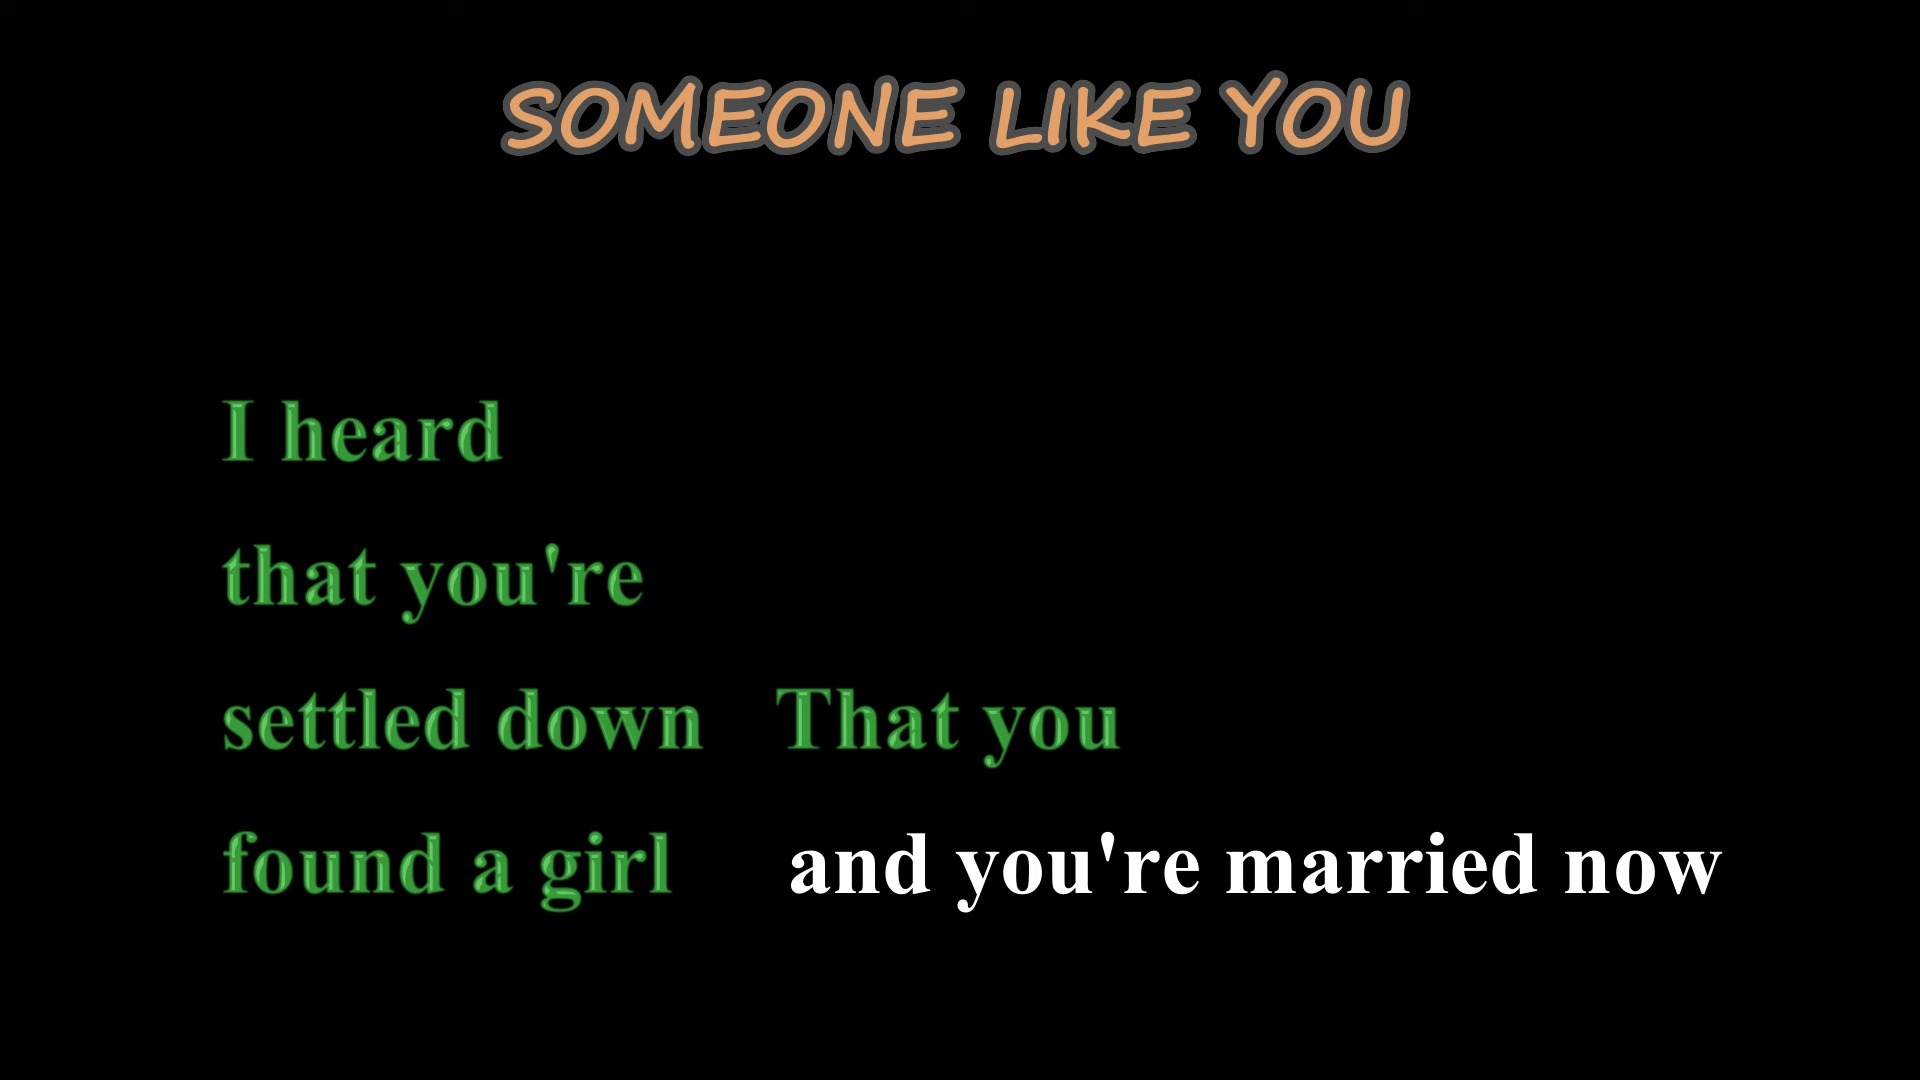 SOMEONE LIKE YOU
I heard
that you're
settled down That you
found a girl and you're married now